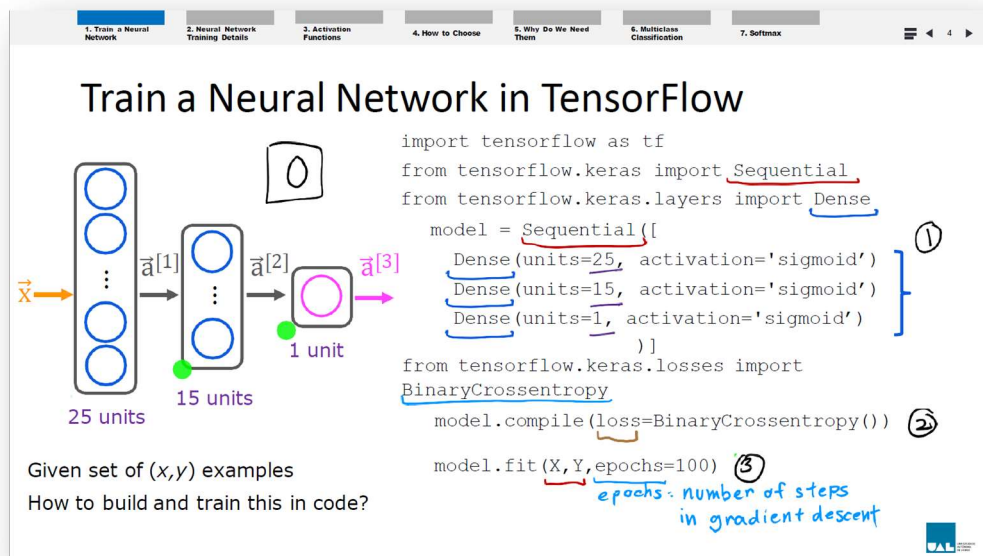 1. Train a Neural
Network
2. Neural Network
Training Details
3. Activation
Functions
4. How to Choose
5. Why Do We Need
Them
6. Multiclass
Classification
7. Softmax
4
Train a Neural Network in TensorFlow
0
x⃗
a⃗[1]
a⃗[2]
a⃗[3]
25 units
15 units
1 unit
Given set of (x,y) examples
How to build and train this in code?
import tensorflow as tf
from tensorflow.keras import Sequential
from tensorflow.keras.layers import Dense
model = Sequential([
Dense(units=25, activation='sigmoid')
Dense(units=15, activation='sigmoid')
Dense(units=1, activation='sigmoid')
)]
1
from tensorflow.keras.losses import
BinaryCrossentropy
model.compile(loss=BinaryCrossentropy()) 2
model.fit(X,Y,epochs=100) 3
epochs: number of steps
in gradient descent
UAL